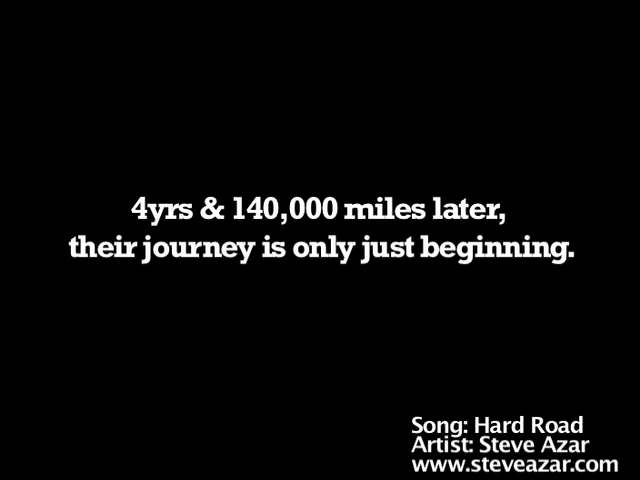 4yrs & 140,000 miles later,
their journey is only just beginning.
Song: Hard Road
Artist: Steve Azar
www.steveazar.com